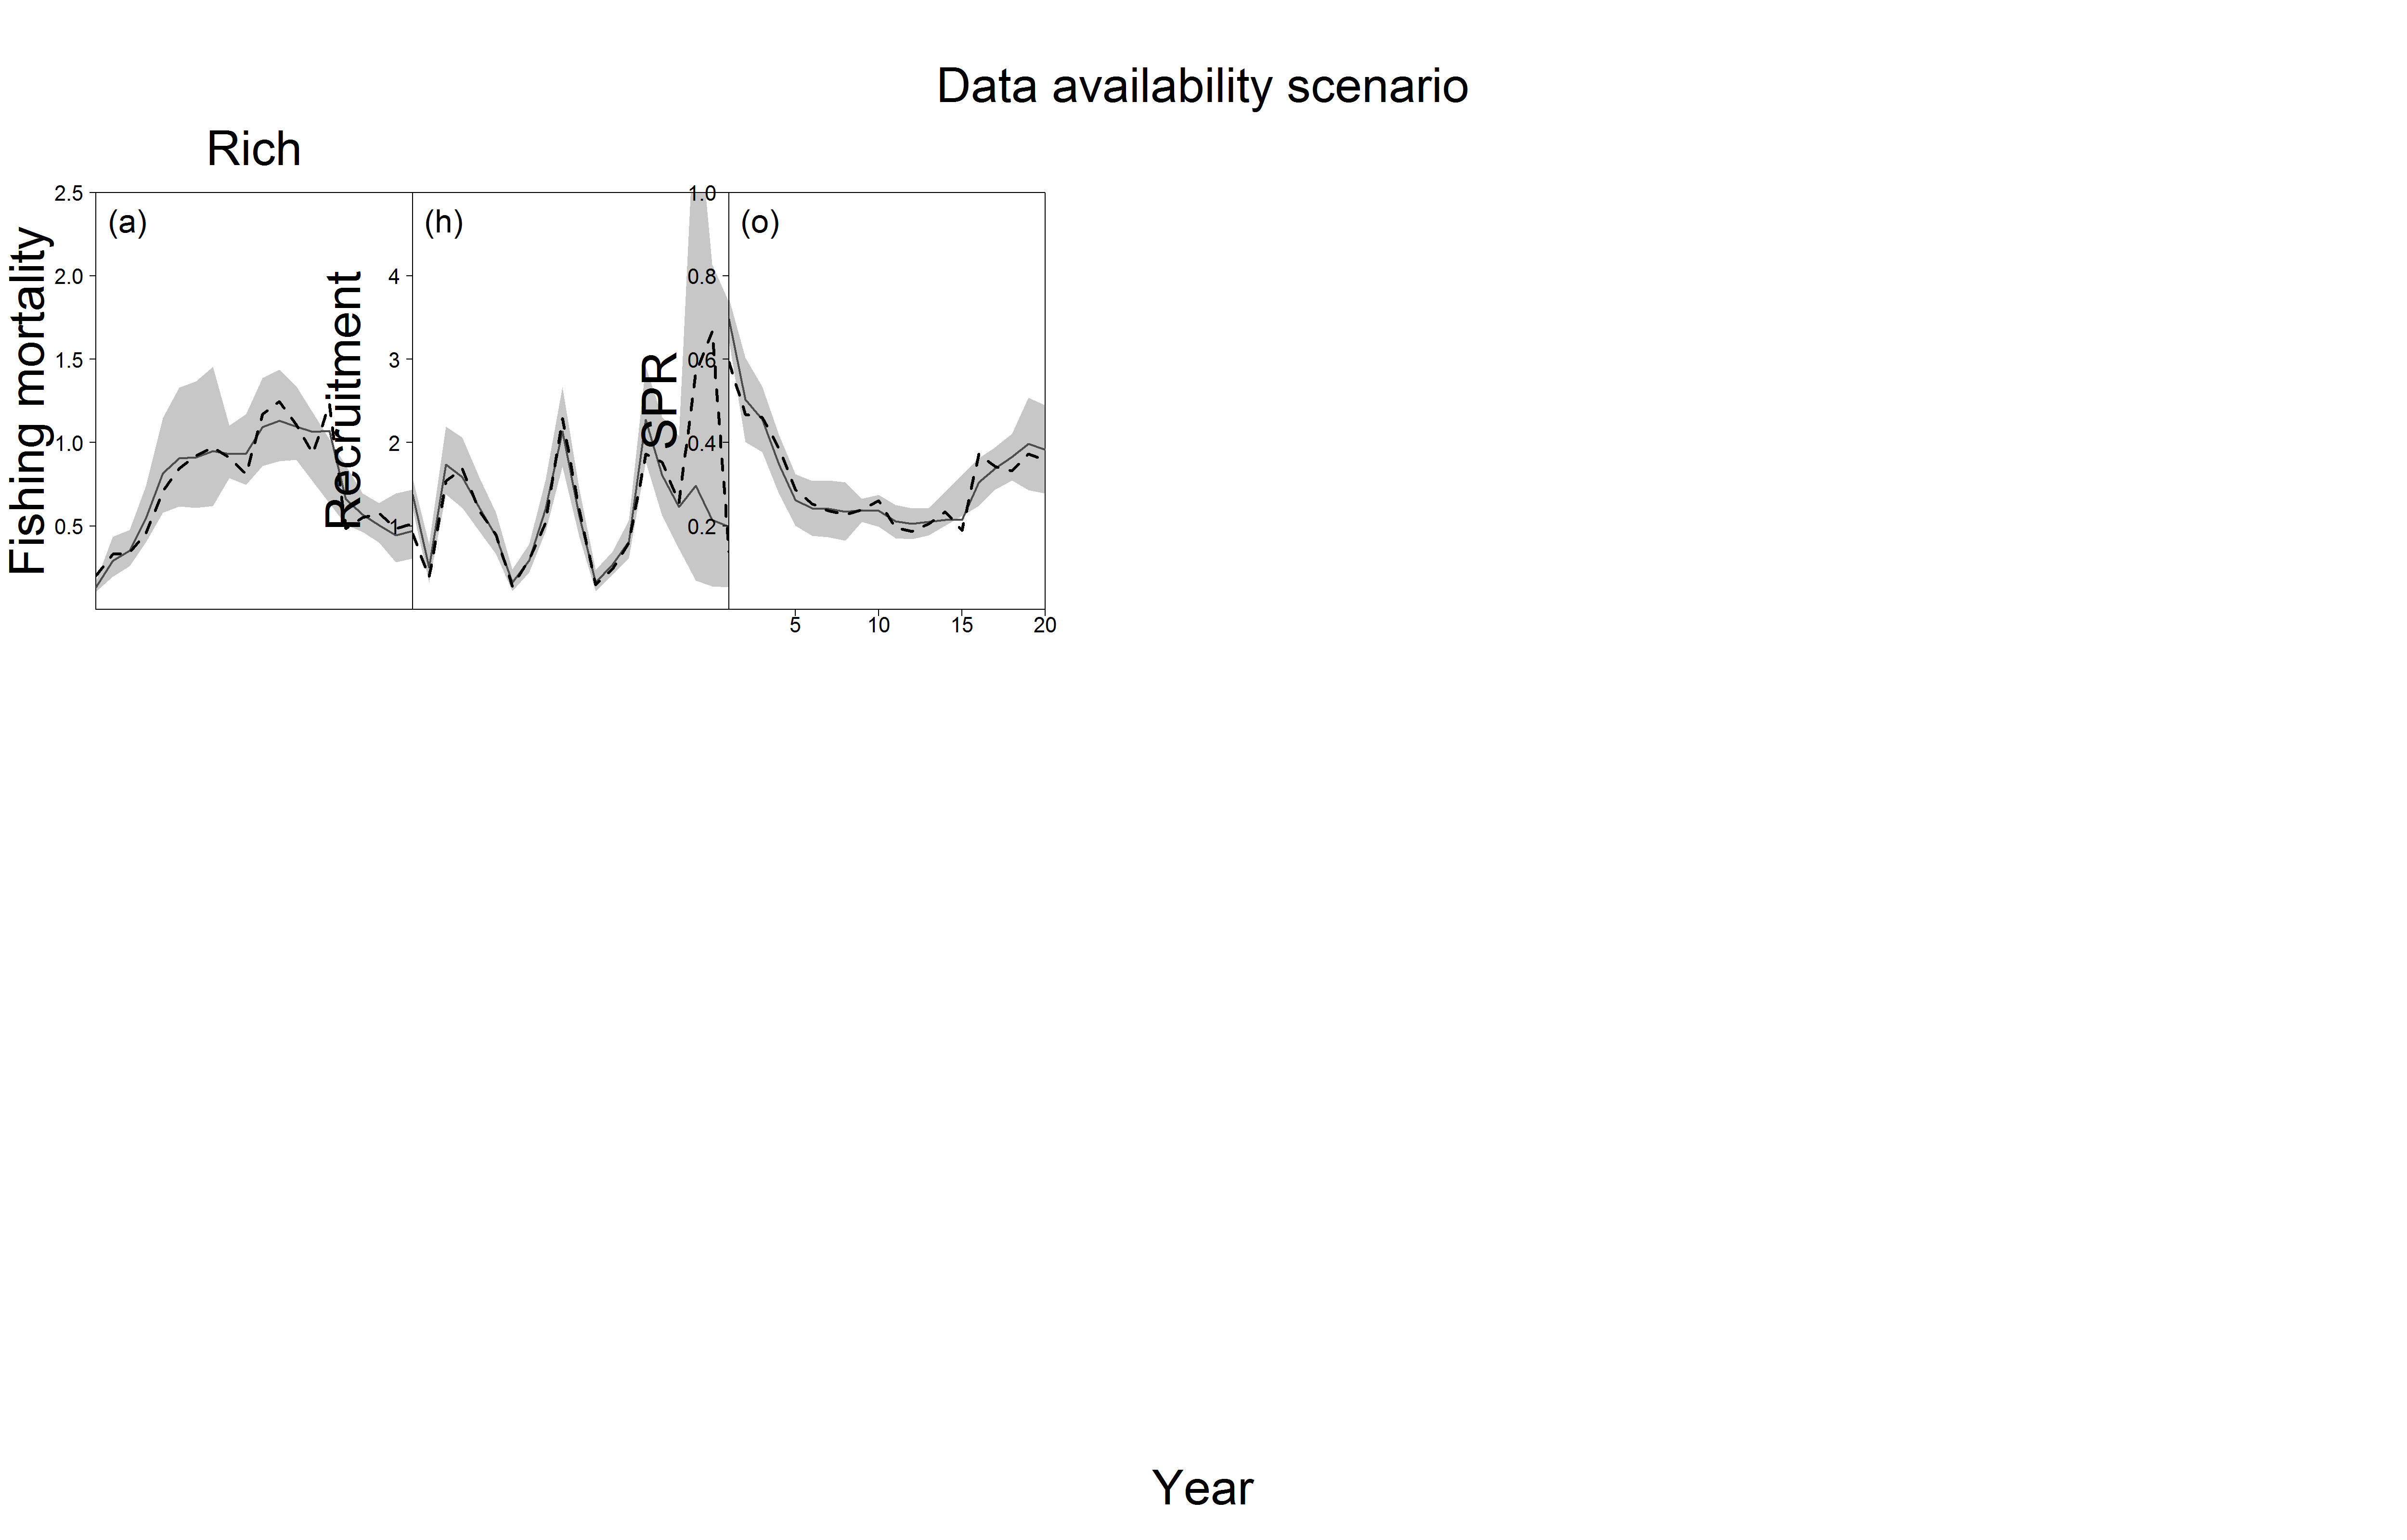 Data availability scenario
Rich
Fishing mortality
2.5
2.0
1.5
1.0
0.5
(a)
Recruitment
4
3
2
1
(h)
SPR
1.0
0.8
0.6
0.4
0.2
(o)
5 10 15 20
Year